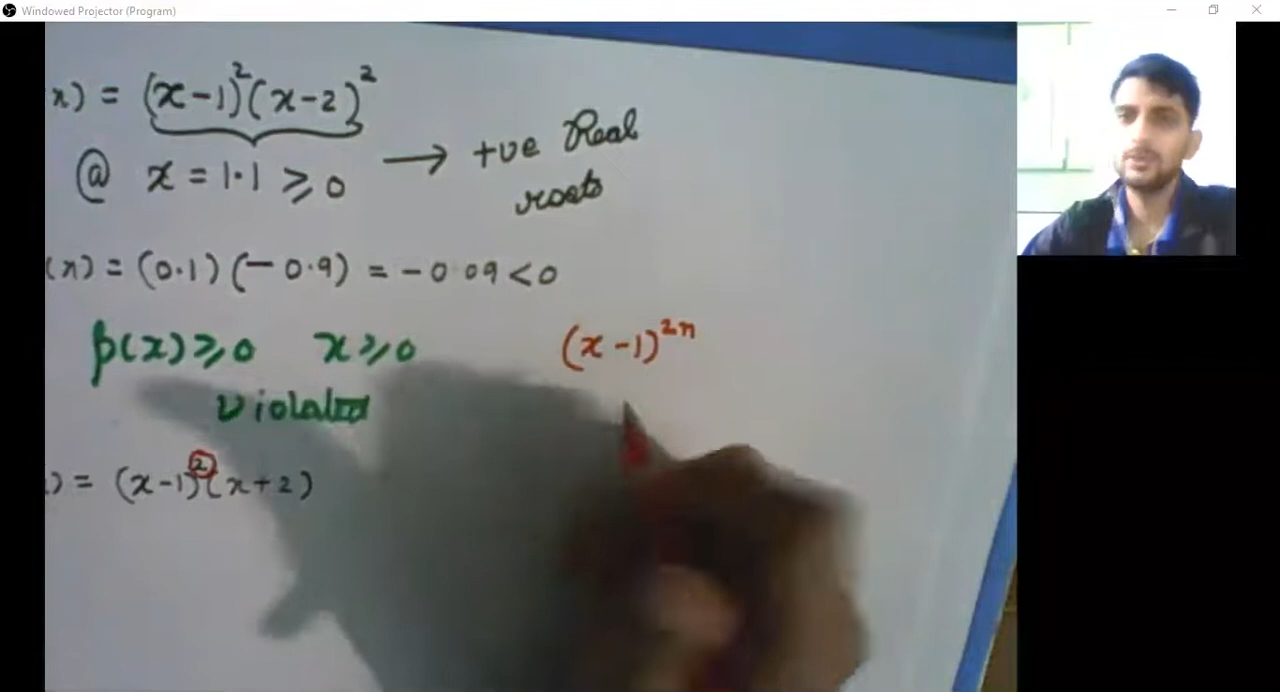 Windowed Projector (Program)
x) = (x-1)²(x-2)²
@ x = 1.1 ≥ 0 → +ve Real roots
(x) = (0.1)(-0.9) = -0.09 < 0
p(x) ≥ 0 x ≥ 0 (x-1)²ⁿ
violated
) = (x-1)²(x+2)